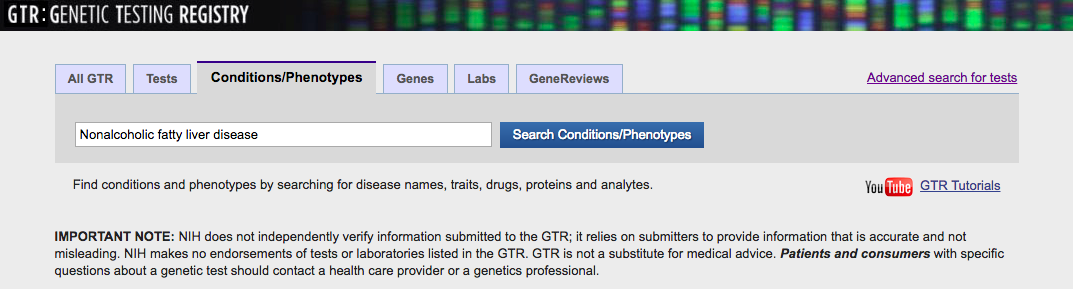 GTR: GENETIC TESTING REGISTRY
All GTR Tests Conditions/Phenotypes Genes Labs GeneReviews Advanced search for tests
Nonalcoholic fatty liver disease Search Conditions/Phenotypes
Find conditions and phenotypes by searching for disease names, traits, drugs, proteins and analytes. YouTube GTR Tutorials
IMPORTANT NOTE: NIH does not independently verify information submitted to the GTR; it relies on submitters to provide information that is accurate and not
misleading. NIH makes no endorsements of tests or laboratories listed in the GTR. GTR is not a substitute for medical advice. Patients and consumers with specific
questions about a genetic test should contact a health care provider or a genetics professional.